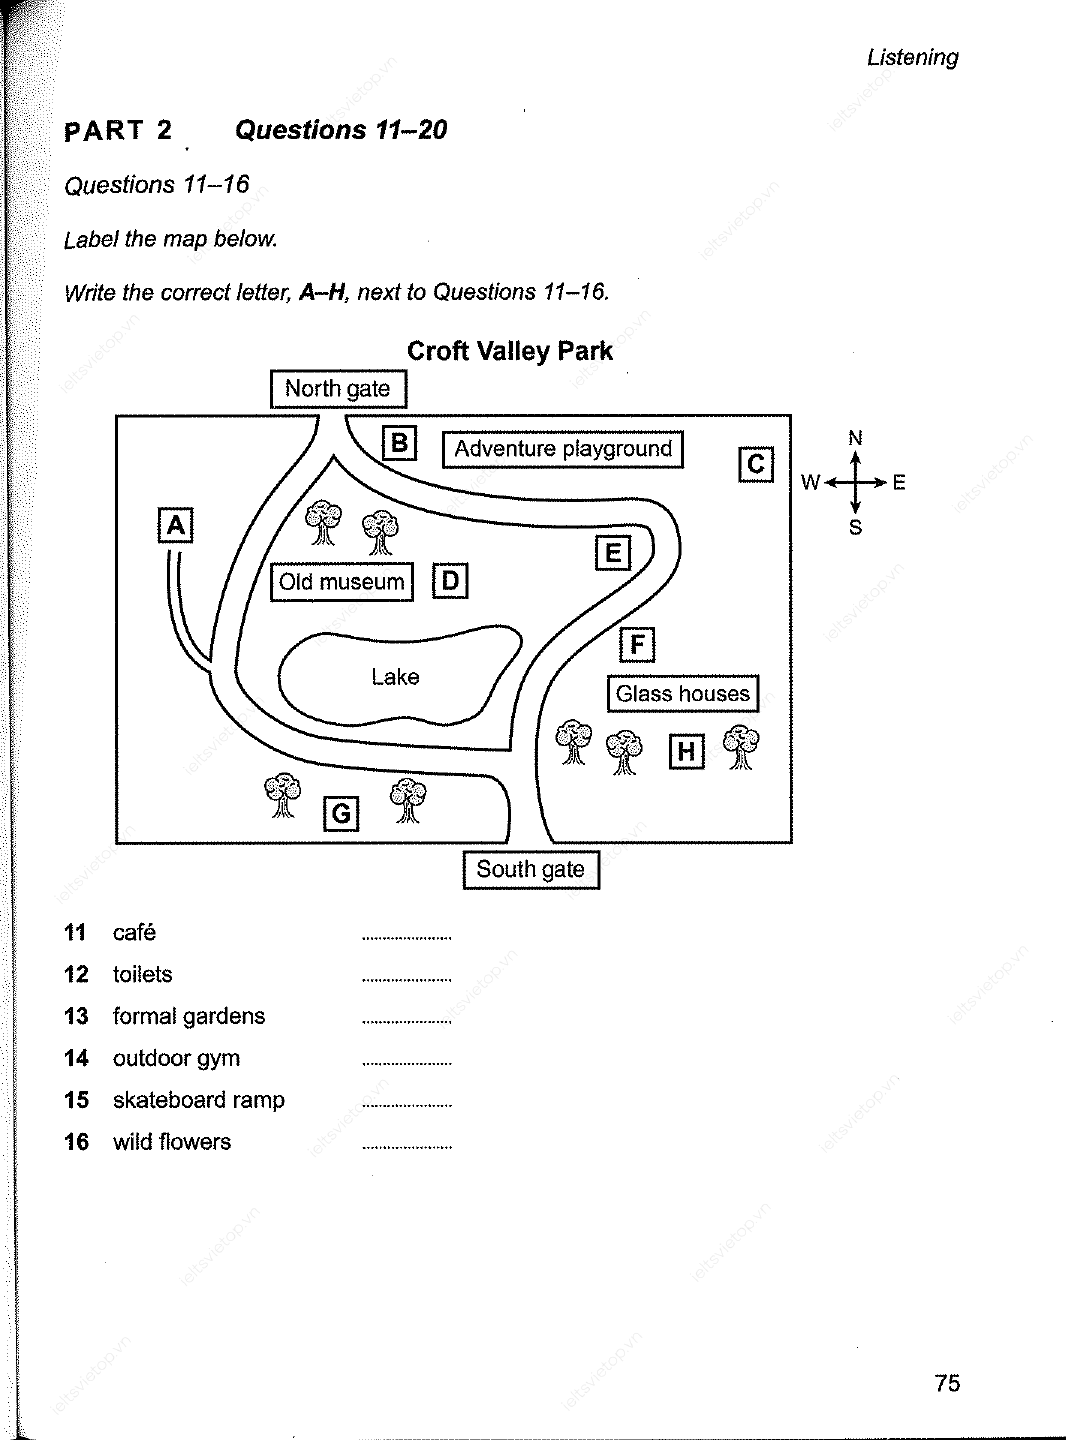 Listening
PART 2 Questions 11–20
Questions 11–16
Label the map below.
Write the correct letter, A–H, next to Questions 11–16.
Croft Valley Park
North gate
B
Adventure playground
C
N
W E
S
A
E
Old museum
D
F
Lake
Glass houses
H
G
South gate
11 café ......................
12 toilets ......................
13 formal gardens ......................
14 outdoor gym ......................
15 skateboard ramp ......................
16 wild flowers ......................
75
ieltsvietop.vn